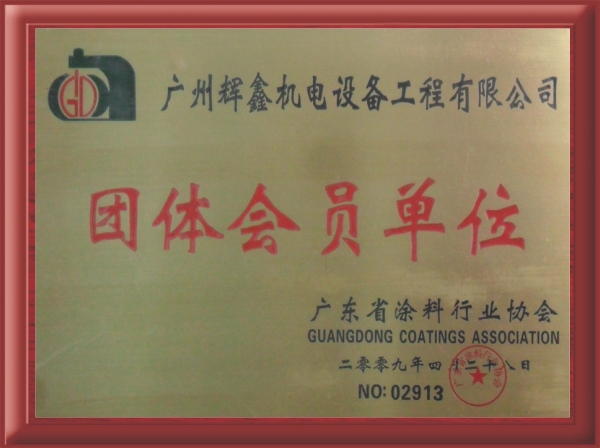 GD
广州辉鑫机电设备工程有限公司
团体会员单位
广东省涂料行业协会
GUANGDONG COATINGS ASSOCIATION
二零零九年四月二十八日
NO: 02913